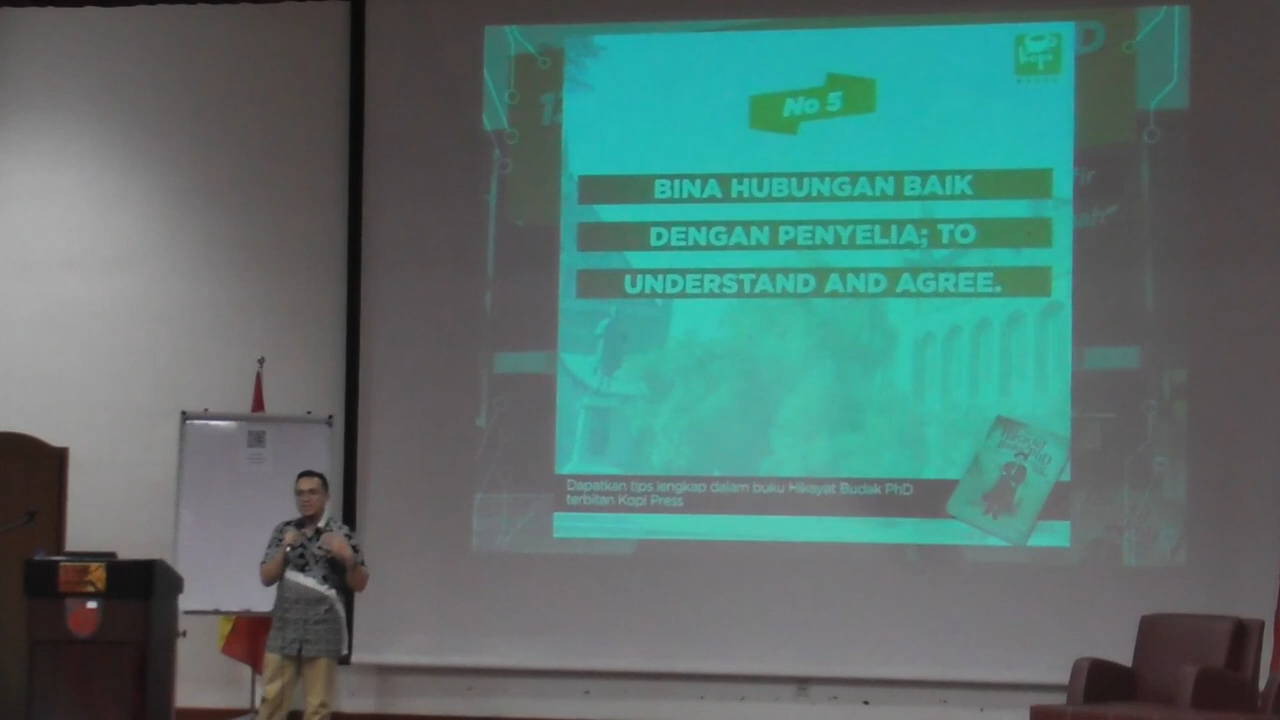 Kopi
No 5
BINA HUBUNGAN BAIK
DENGAN PENYELIA; TO
UNDERSTAND AND AGREE.
Dapatkan tips lengkap dalam buku Hikayat Budak PhD
terbitan Kopi Press